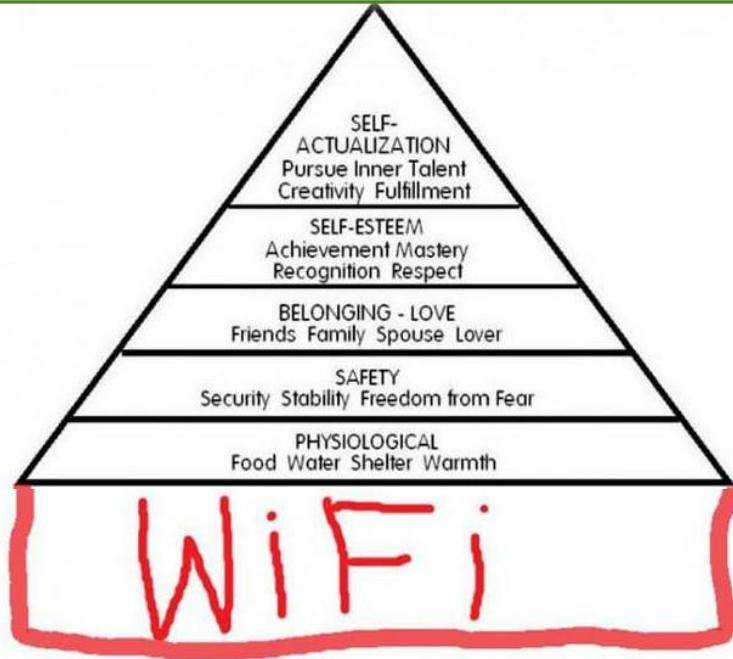 SELF-
ACTUALIZATION
Pursue Inner Talent
Creativity Fulfillment
SELF-ESTEEM
Achievement Mastery
Recognition Respect
BELONGING - LOVE
Friends Family Spouse Lover
SAFETY
Security Stability Freedom from Fear
PHYSIOLOGICAL
Food Water Shelter Warmth
WiFi